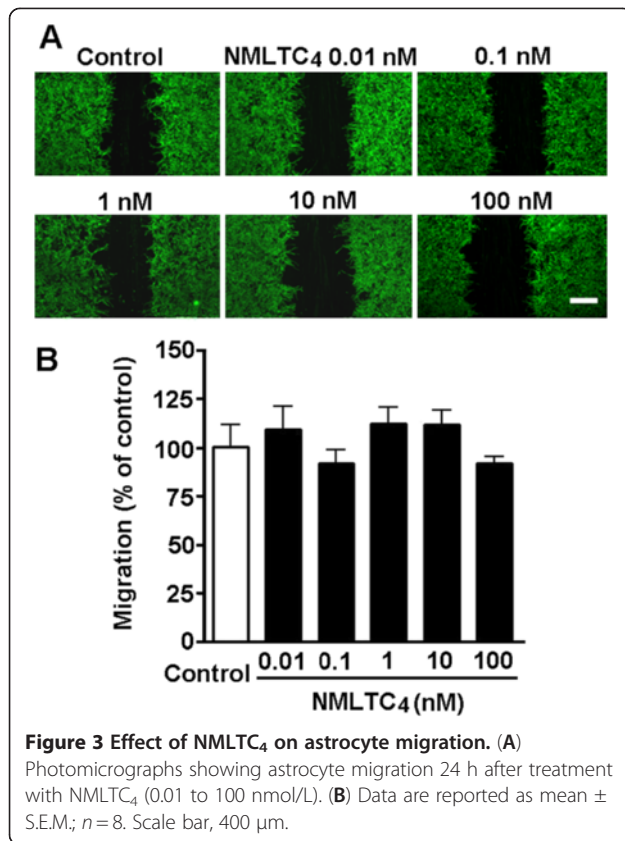 A
Control NMLTC₄ 0.01 nM 0.1 nM
1 nM 10 nM 100 nM
B
150
125
100
75
50
25
0
Migration (% of control)
Control 0.01 0.1 1 10 100
NMLTC₄ (nM)
Figure 3 Effect of NMLTC₄ on astrocyte migration. (A)
Photomicrographs showing astrocyte migration 24 h after treatment
with NMLTC₄ (0.01 to 100 nmol/L). (B) Data are reported as mean ±
S.E.M.; n = 8. Scale bar, 400 μm.